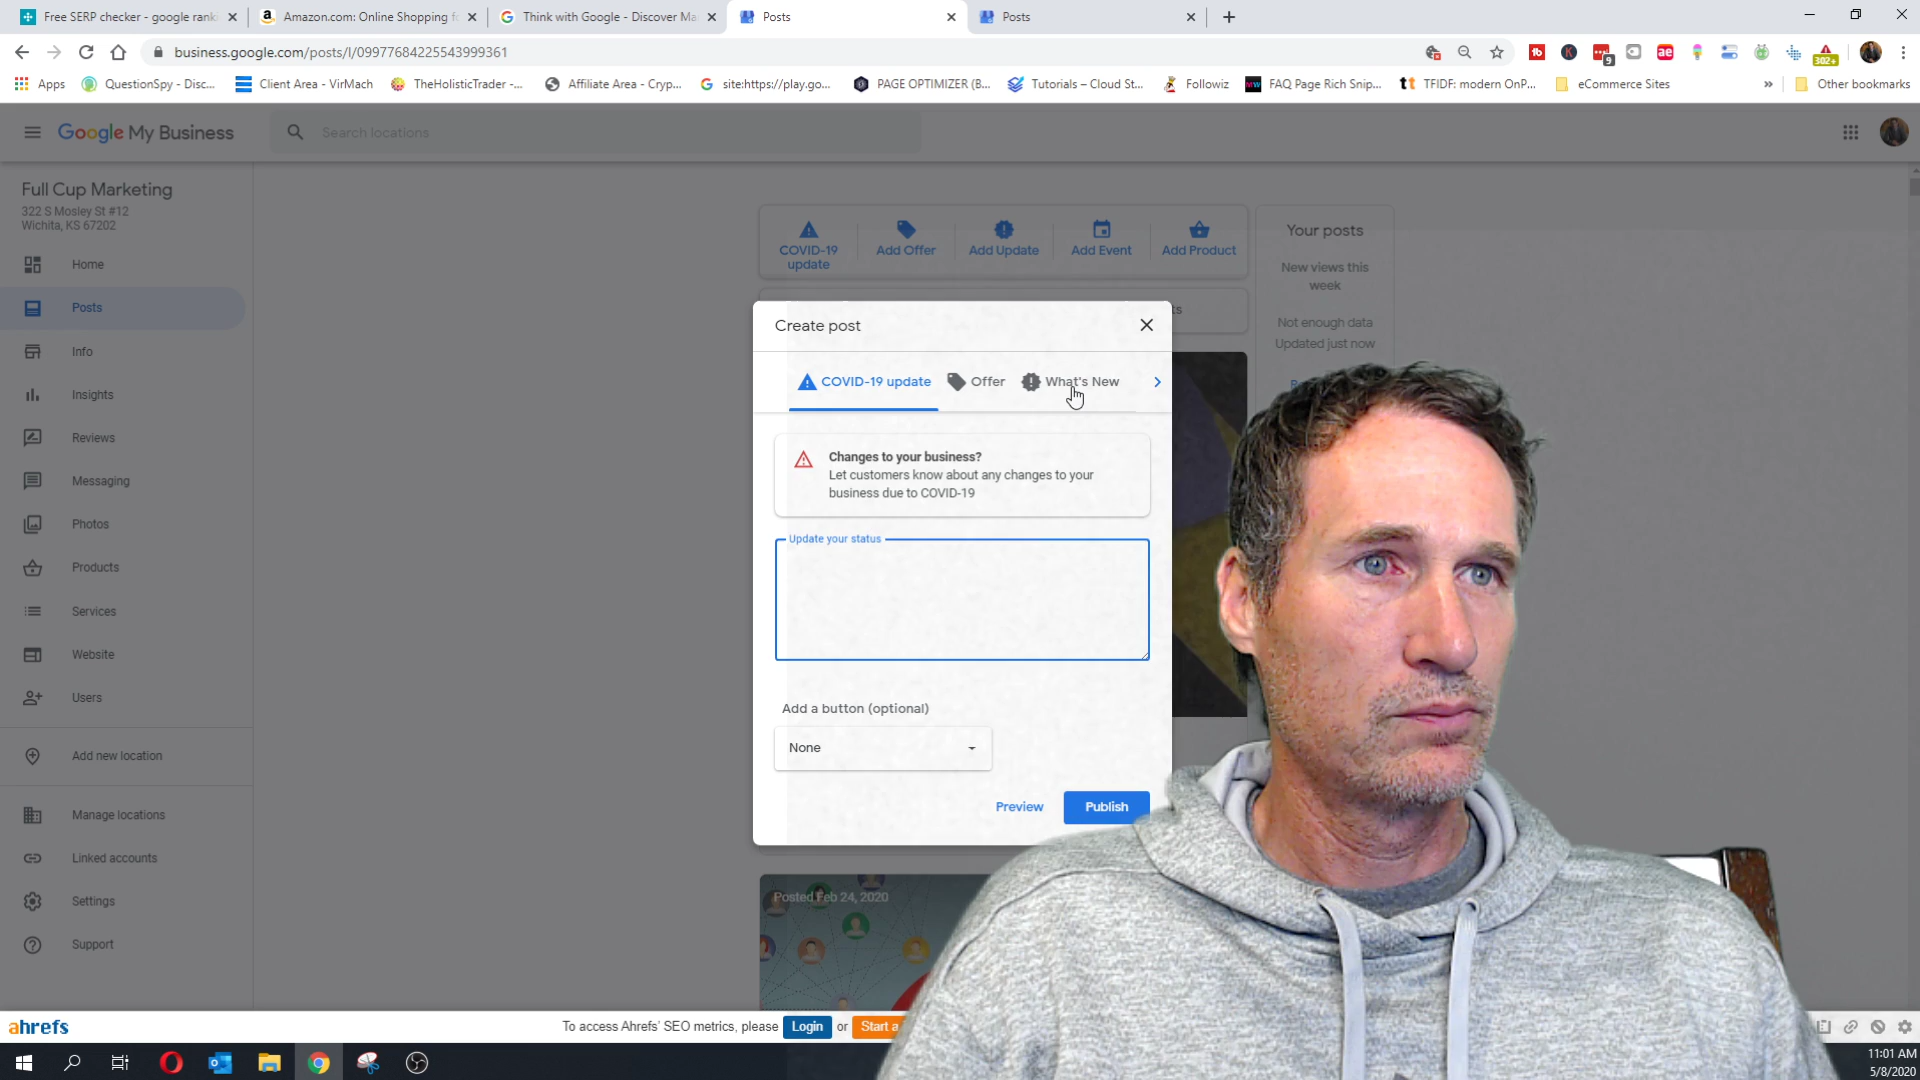 Free SERP checker - google rank
Amazon.com: Online Shopping f
Think with Google - Discover Ma
Posts
Posts
business.google.com/posts/l/09977684225543999361
9
302+
Apps
QuestionSpy - Disc...
Client Area - VirMach
TheHolisticTrader -...
Affiliate Area - Cryp...
site:https://play.go...
PAGE OPTIMIZER (B...
Tutorials – Cloud St...
Followiz
FAQ Page Rich Snip...
TFIDF: modern OnP...
eCommerce Sites
»
Other bookmarks
Google My Business
Search locations
Full Cup Marketing
322 S Mosley St #12
Wichita, KS 67202
Home
Posts
Info
Insights
Reviews
Messaging
Photos
Products
Services
Website
Users
Add new location
Manage locations
Linked accounts
Settings
Support
COVID-19
update
Add Offer
Add Update
Add Event
Add Product
Your posts
New views this
week
Not enough data
Updated just now
Create post
COVID-19 update
Offer
What's New
Changes to your business?
Let customers know about any changes to your
business due to COVID-19
Update your status
Add a button (optional)
None
Preview
Publish
Posted Feb 24, 2020
ahrefs
To access Ahrefs' SEO metrics, please
Login
or
Start a
11:01 AM
5/8/2020